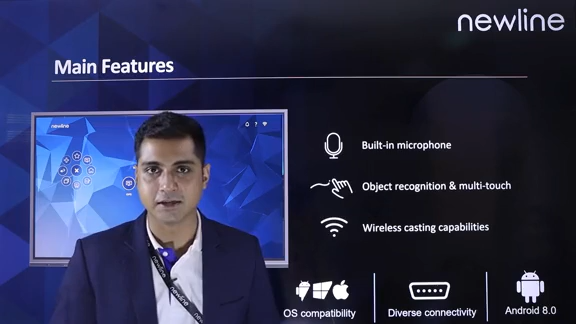 newline
Main Features
newline
Built-in microphone
Object recognition & multi-touch
Wireless casting capabilities
newline
OS compatibility
Diverse connectivity
Android 8.0